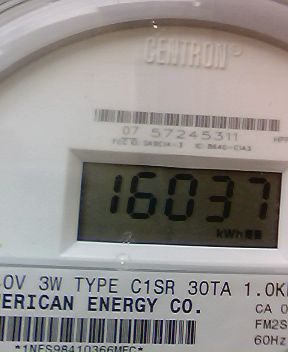 CENTRON®
07 57245311
16037
kWh
0V 3W TYPE C1SR 30TA 1.0K
ERICAN ENERGY CO.
CA 0
FM2S
60Hz
*1NFS98410366MFC*